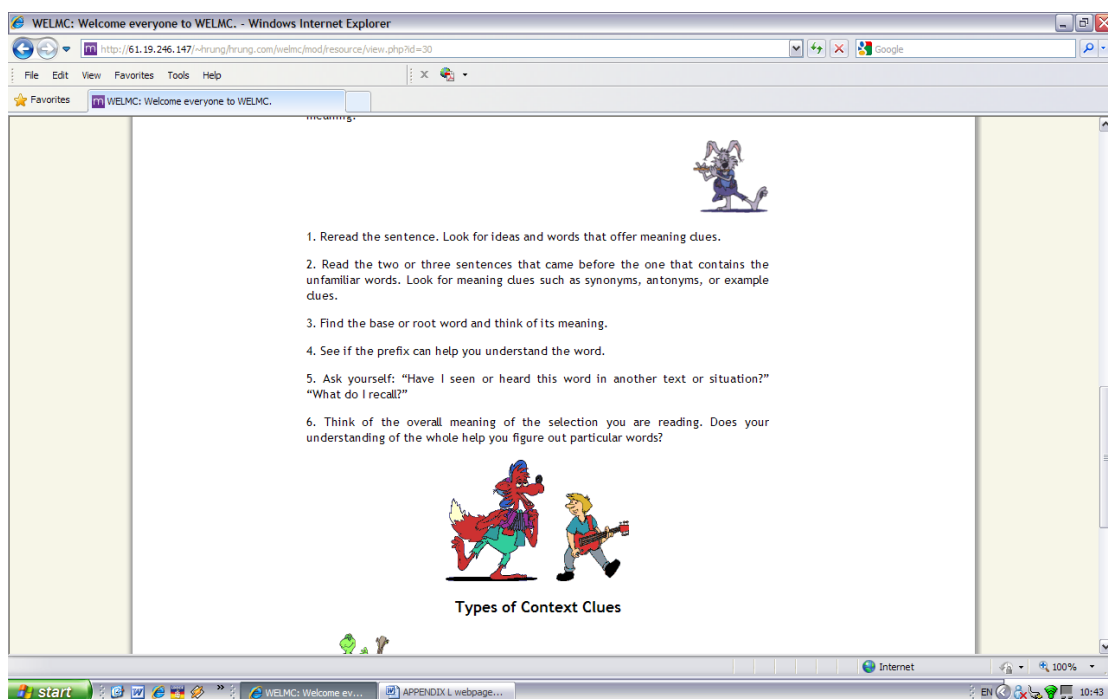 WELMC: Welcome everyone to WELMC. - Windows Internet Explorer
http://61.19.246.147/~hrung/hrung.com/welmc/mod/resource/view.php?id=30
Google
File Edit View Favorites Tools Help
x
Favorites
WELMC: Welcome everyone to WELMC.
meaning.
1. Reread the sentence. Look for ideas and words that offer meaning clues.
2. Read the two or three sentences that came before the one that contains the
unfamiliar words. Look for meaning clues such as synonyms, antonyms, or example
clues.
3. Find the base or root word and think of its meaning.
4. See if the prefix can help you understand the word.
5. Ask yourself: “Have I seen or heard this word in another text or situation?”
“What do I recall?”
6. Think of the overall meaning of the selection you are reading. Does your
understanding of the whole help you figure out particular words?
Types of Context Clues
Internet
100%
start
WELMC: Welcome ev...
APPENDIX L webpage...
EN
10:43